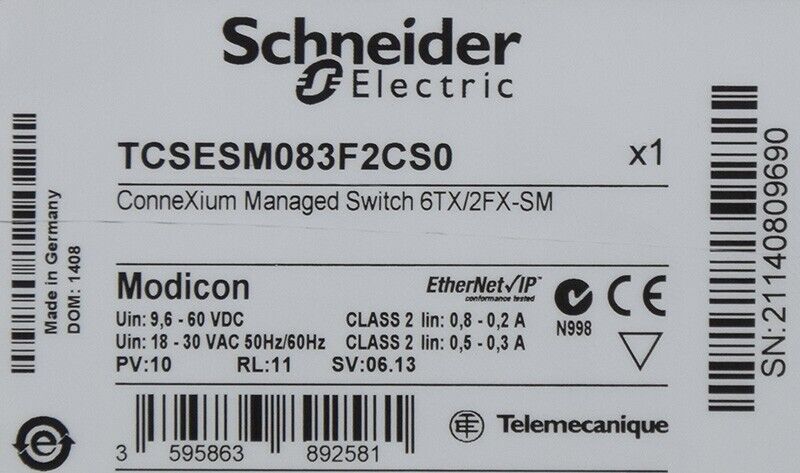 Schneider
Electric
TCSESM083F2CS0 x1
ConneXium Managed Switch 6TX/2FX-SM
Made in Germany
DOM: 1408
Modicon
EtherNet/IP™
conformance tested
N998
CE
Uin: 9,6 - 60 VDC CLASS 2 Iin: 0,8 - 0,2 A
Uin: 18 - 30 VAC 50Hz/60Hz CLASS 2 Iin: 0,5 - 0,3 A
PV:10 RL:11 SV:06.13
SN:21140809690
e
3 595863 892581
TE Telemecanique